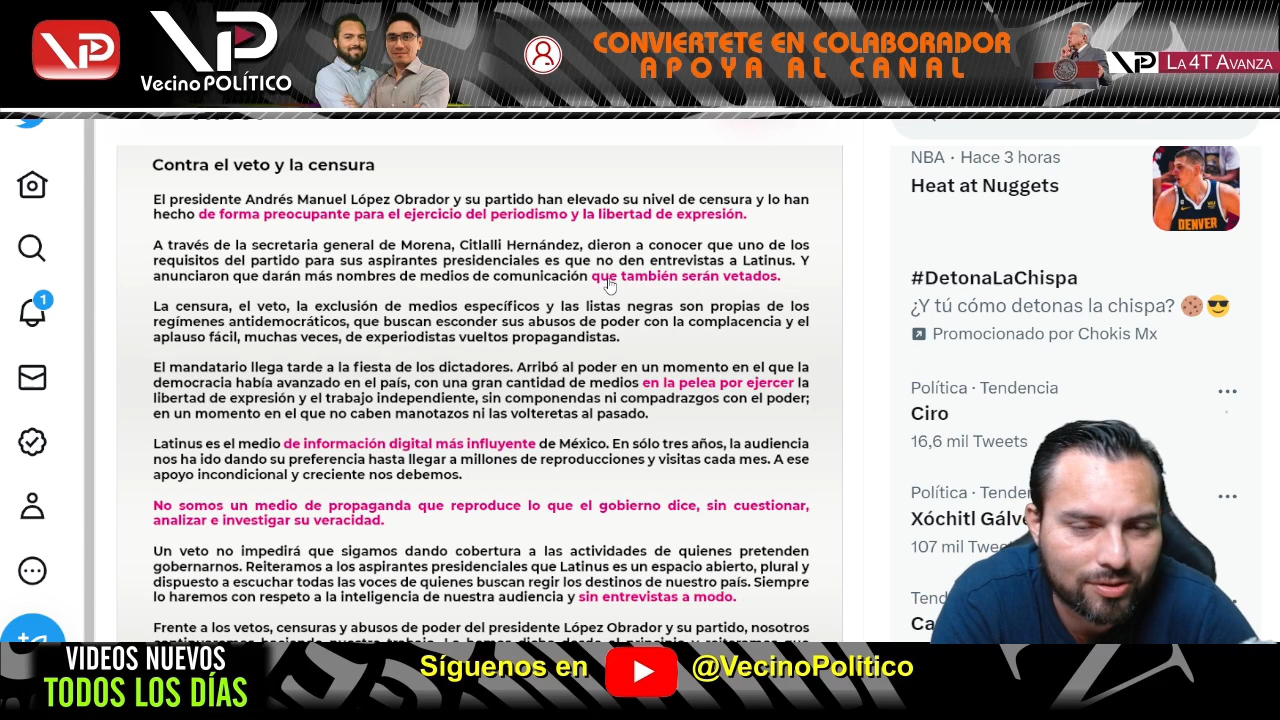 VP
VP
Vecino POLÍTICO
CONVIERTETE EN COLABORADOR
APOYA AL CANAL
VP LA 4T AVANZA
Contra el veto y la censura
El presidente Andrés Manuel López Obrador y su partido han elevado su nivel de censura y lo han
hecho de forma preocupante para el ejercicio del periodismo y la libertad de expresión.
A través de la secretaria general de Morena, Citlalli Hernández, dieron a conocer que uno de los
requisitos del partido para sus aspirantes presidenciales es que no den entrevistas a Latinus. Y
anunciaron que darán más nombres de medios de comunicación que también serán vetados.
La censura, el veto, la exclusión de medios específicos y las listas negras son propias de los
regímenes antidemocráticos, que buscan esconder sus abusos de poder con la complacencia y el
aplauso fácil, muchas veces, de experiodistas vueltos propagandistas.
El mandatario llega tarde a la fiesta de los dictadores. Arribó al poder en un momento en el que la
democracia había avanzado en el país, con una gran cantidad de medios en la pelea por ejercer la
libertad de expresión y el trabajo independiente, sin componendas ni compadrazgos con el poder;
en un momento en el que no caben manotazos ni las volteretas al pasado.
Latinus es el medio de información digital más influyente de México. En sólo tres años, la audiencia
nos ha ido dando su preferencia hasta llegar a millones de reproducciones y visitas cada mes. A ese
apoyo incondicional y creciente nos debemos.
No somos un medio de propaganda que reproduce lo que el gobierno dice, sin cuestionar,
analizar e investigar su veracidad.
Un veto no impedirá que sigamos dando cobertura a las actividades de quienes pretenden
gobernarnos. Reiteramos a los aspirantes presidenciales que Latinus es un espacio abierto, plural y
dispuesto a escuchar todas las voces de quienes buscan regir los destinos de nuestro país. Siempre
lo haremos con respeto a la inteligencia de nuestra audiencia y sin entrevistas a modo.
Frente a los vetos, censuras y abusos de poder del presidente López Obrador y su partido, nosotros
1
NBA · Hace 3 horas
Heat at Nuggets
DENVER
#DetonaLaChispa
¿Y tú cómo detonas la chispa? 🍪😎
Promocionado por Chokis Mx
Política · Tendencia
Ciro
16,6 mil Tweets
Política ·
Xóchitl
107 mil
VIDEOS NUEVOS
TODOS LOS DÍAS
Síguenos en @VecinoPolitico